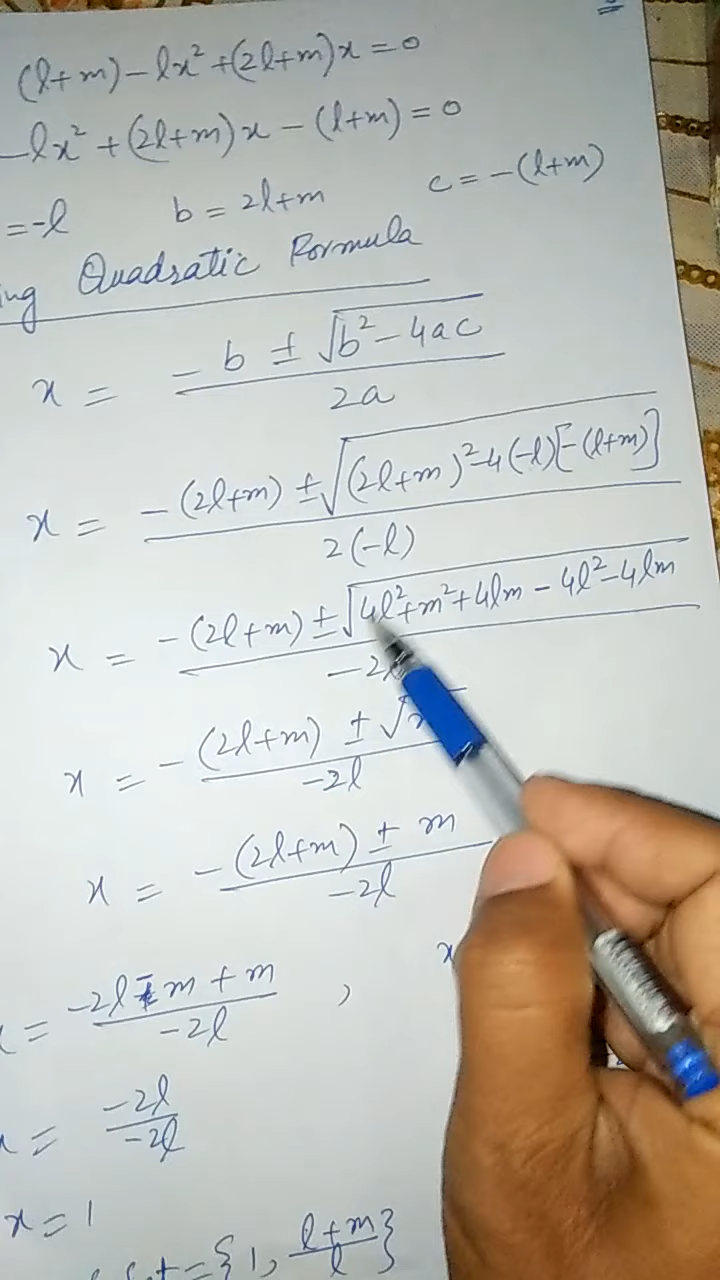 (l+m)-lx²+(2l+m)x=0
-lx²+(2l+m)x-(l+m)=0
=-l b=2l+m c=-(l+m)
ing Quadratic Formula
x = (-b ± √(b²-4ac))/(2a)
x = (-(2l+m) ± √((2l+m)²-4(-l)[-(l+m)]))/(2(-l))
x = (-(2l+m) ± √(4l²+m²+4lm-4l²-4lm))/(-2l)
x = (-(2l+m) ± √)/(-2l)
x = (-(2l+m) ± m)/(-2l)
x = (-2l-m+m)/(-2l) , x
x = (-2l)/(-2l)
x=1
={1, (l+m)/l}